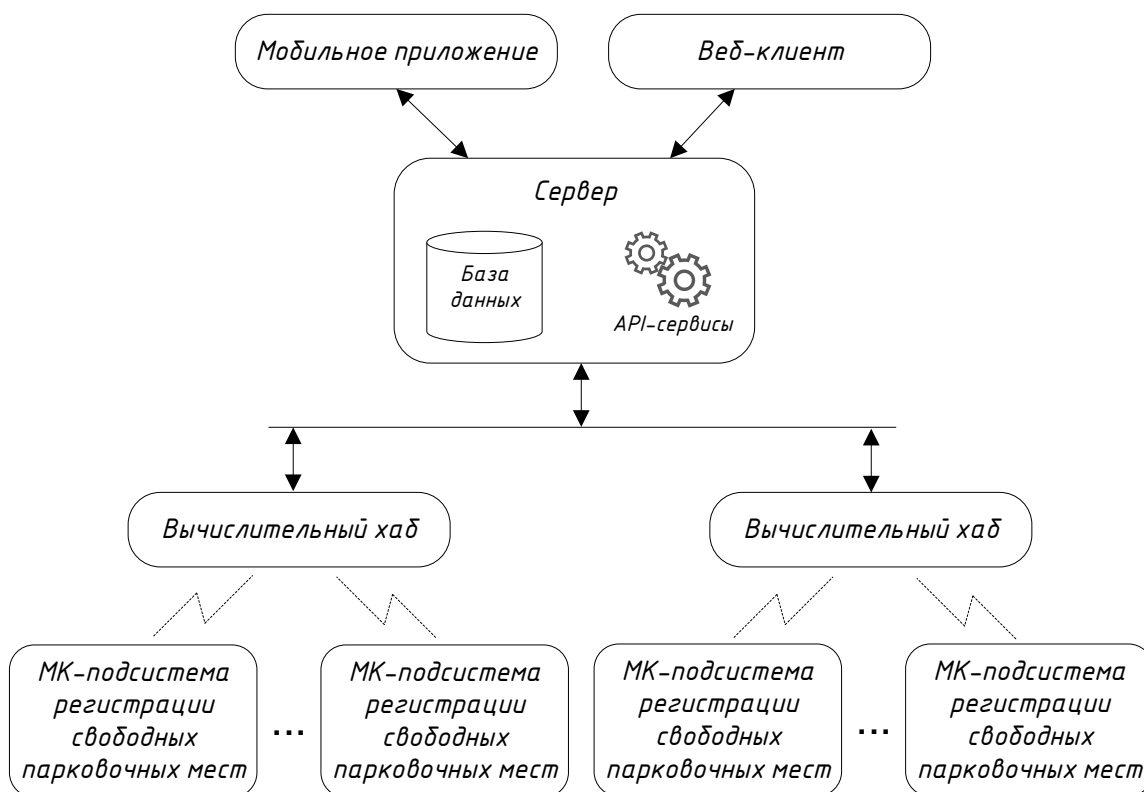 Мобильное приложение
Веб-клиент
Сервер
База
данных
API-сервисы
Вычислительный хаб
Вычислительный хаб
МК-подсистема
регистрации
свободных
парковочных мест
...
МК-подсистема
регистрации
свободных
парковочных мест
МК-подсистема
регистрации
свободных
парковочных мест
...
МК-подсистема
регистрации
свободных
парковочных мест